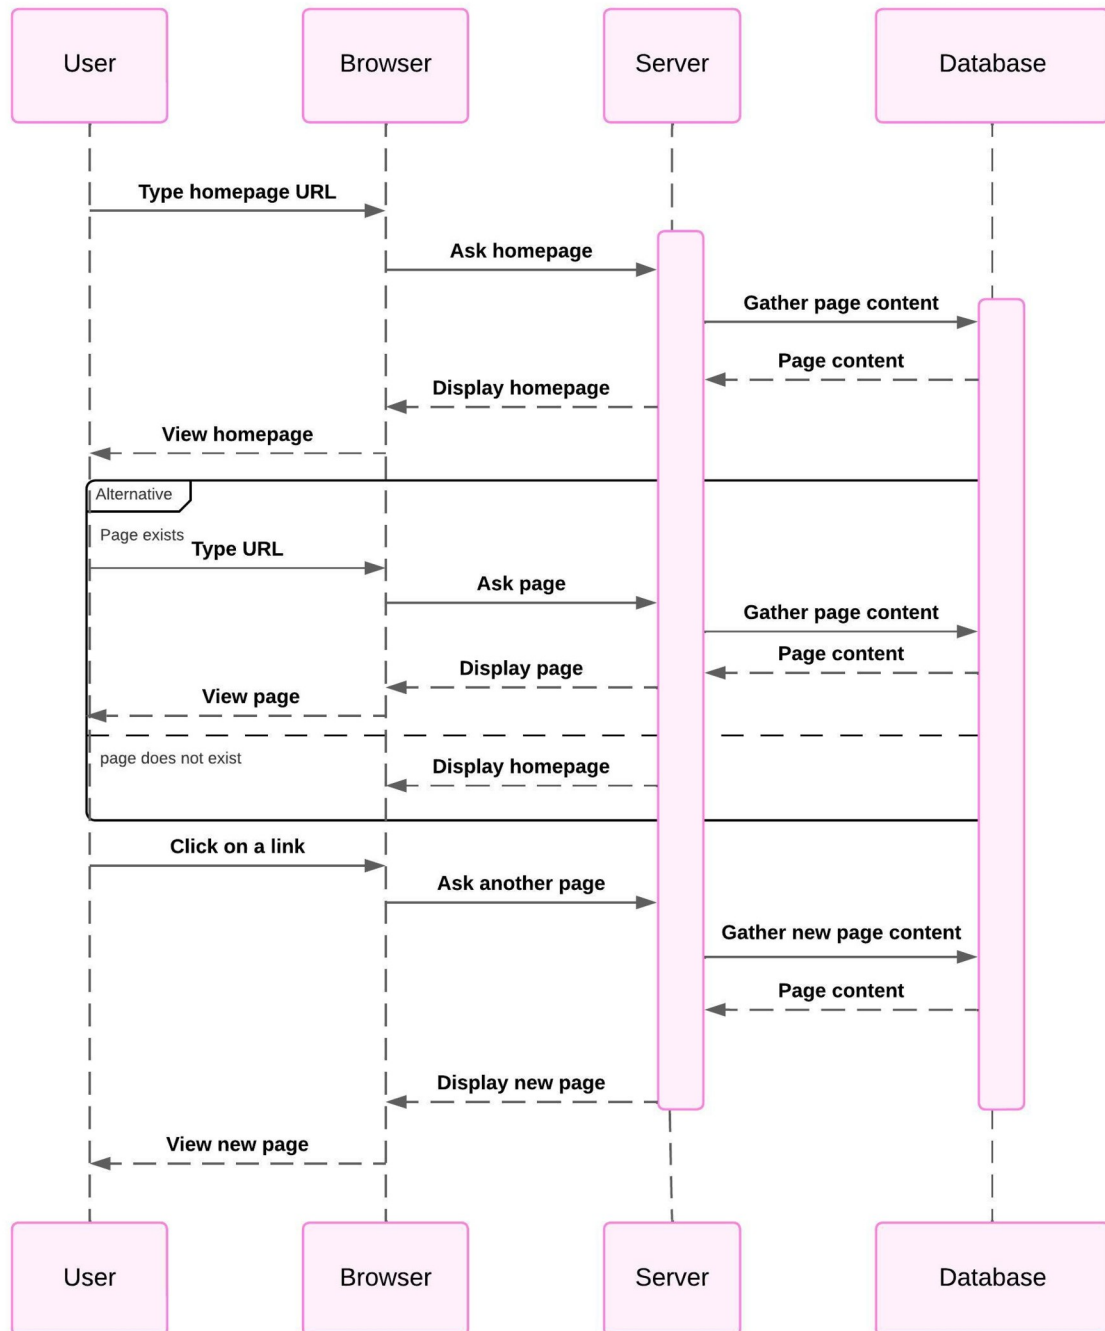 User
Browser
Server
Database
Type homepage URL
Ask homepage
Gather page content
Page content
Display homepage
View homepage
Alternative
Page exists
Type URL
Ask page
Gather page content
Page content
Display page
View page
page does not exist
Display homepage
Click on a link
Ask another page
Gather new page content
Page content
Display new page
View new page
User
Browser
Server
Database